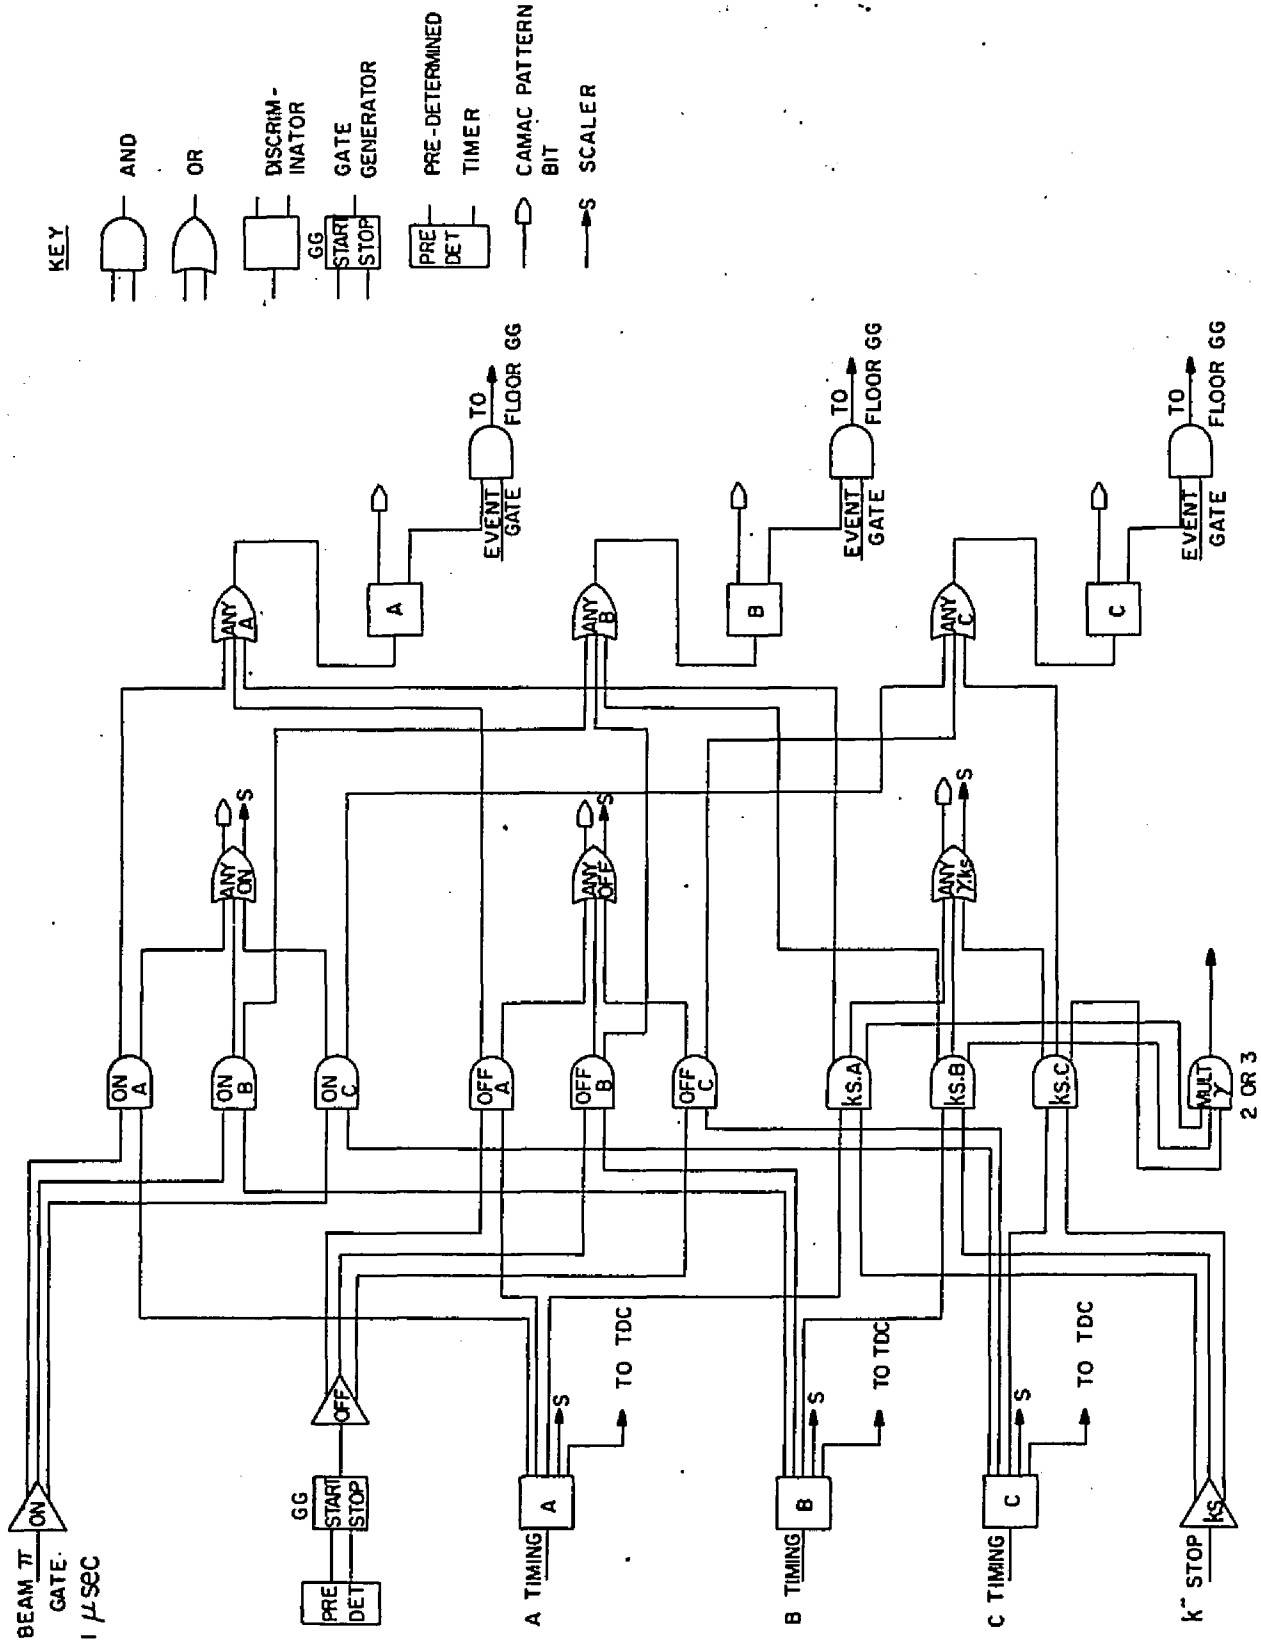 KEY
AND
OR
DISCRIM-
INATOR
GG
START
STOP
GATE
GENERATOR
PRE
DET
PRE-DETERMINED
TIMER
CAMAC PATTERN
BIT
S SCALER
BEAM π
GATE.
1 μsec
ON
GG
PRE
DET
START
STOP
OFF
A TIMING
A
S
TO TDC
B TIMING
B
S
TO TDC
C TIMING
C
S
TO TDC
k⁻ STOP
ks
ON
A
ON
B
ON
C
OFF
A
OFF
B
OFF
C
ks.A
ks.B
ks.C
MULT
γ
2 OR 3
ANY
ON
S
ANY
OFF
S
ANY
γ.ks
S
ANY
A
ANY
B
ANY
C
A
EVENT
GATE
TO
FLOOR GG
B
EVENT
GATE
TO
FLOOR GG
C
EVENT
GATE
TO
FLOOR GG